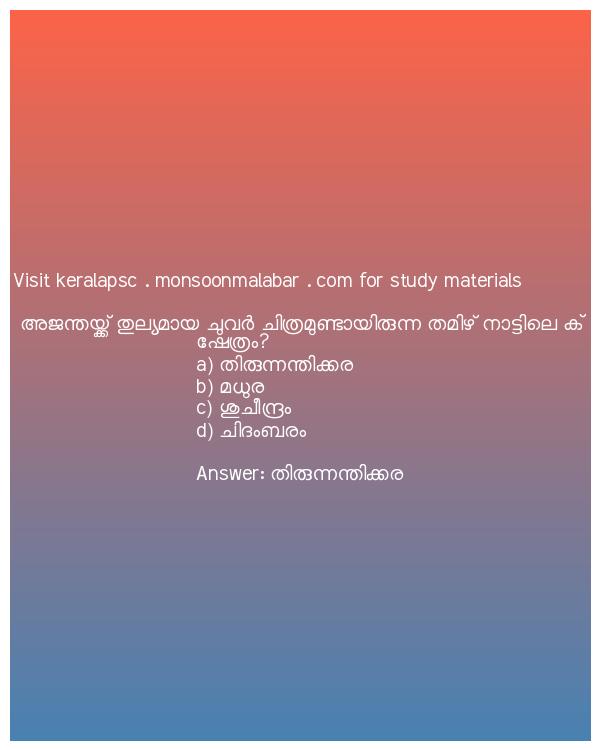 Visit keralapsc . monsoonmalabar . com for study materials
അജന്തയ്ക്ക് തുല്യമായ ചുവർ ചിത്രമുണ്ടായിരുന്ന തമിഴ് നാട്ടിലെ ക്
ഷേത്രം?
a) തിരുന്നന്തിക്കര
b) മധുര
c) ശുചീന്ദ്രം
d) ചിദംബരം
Answer: തിരുന്നന്തിക്കര